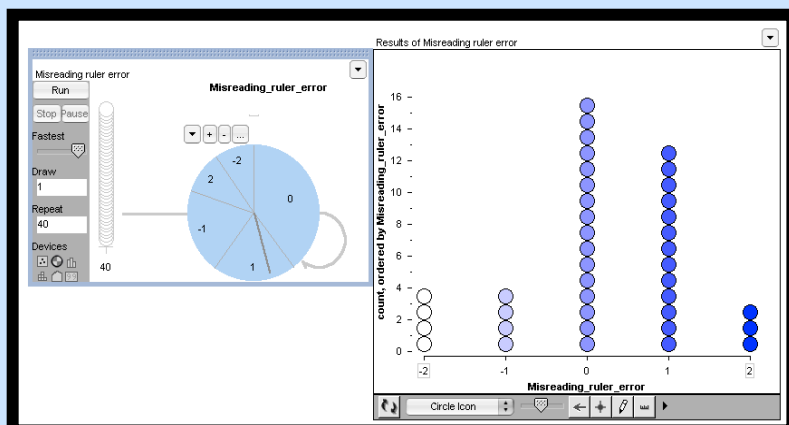 Results of Misreading ruler error
Misreading ruler error
Run
Misreading_ruler_error
Stop Pause
+ - ...
Fastest
Draw
1
Repeat
40
Devices
40
-2
2
0
-1
1
count, ordered by Misreading_ruler_error
16
14
12
10
8
6
4
2
0
-2 -1 0 1 2
Misreading_ruler_error
Circle Icon